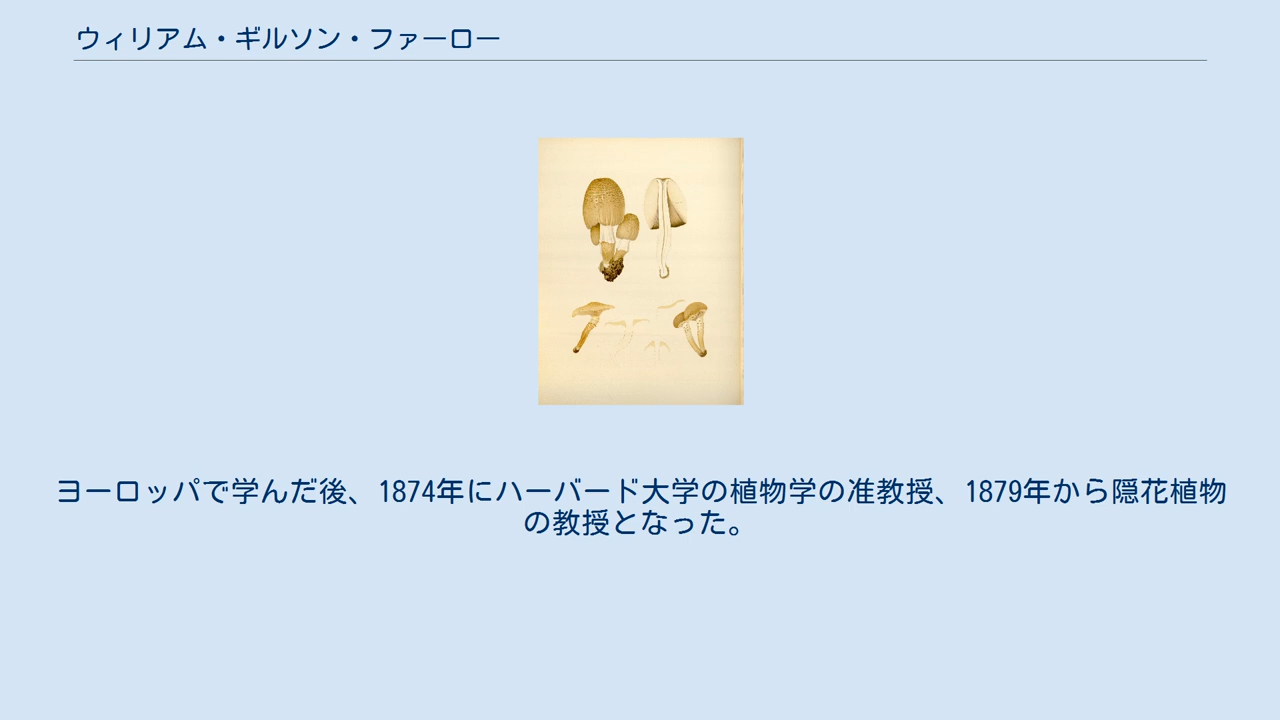 ウィリアム・ギルソン・ファーロー
ヨーロッパで学んだ後、1874年にハーバード大学の植物学の准教授、1879年から隠花植物
の教授となった。